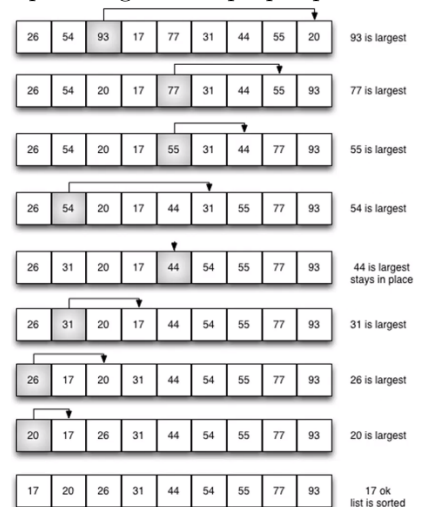 26 54 93 17 77 31 44 55 20 93 is largest
26 54 20 17 77 31 44 55 93 77 is largest
26 54 20 17 55 31 44 77 93 55 is largest
26 54 20 17 44 31 55 77 93 54 is largest
26 31 20 17 44 54 55 77 93 44 is largest
stays in place
26 31 20 17 44 54 55 77 93 31 is largest
26 17 20 31 44 54 55 77 93 26 is largest
20 17 26 31 44 54 55 77 93 20 is largest
17 20 26 31 44 54 55 77 93 17 ok
list is sorted